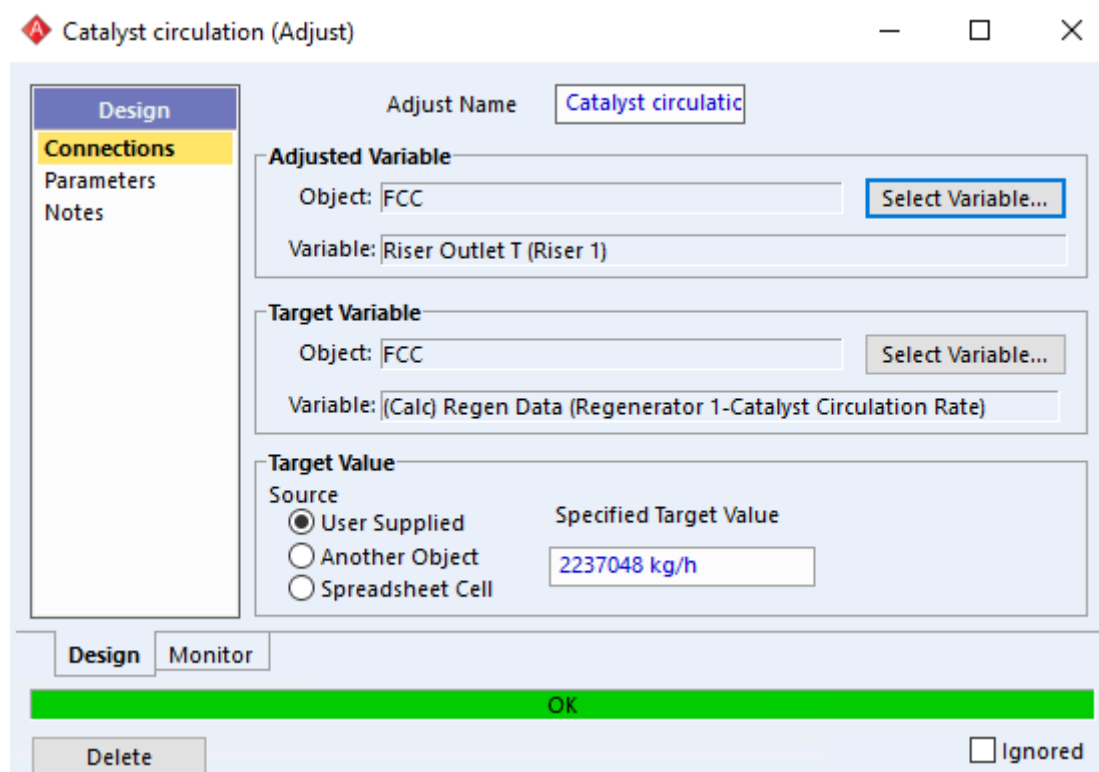 Catalyst circulation (Adjust)
Design
Connections
Parameters
Notes
Adjust Name Catalyst circulatic
Adjusted Variable
Object: FCC Select Variable...
Variable: Riser Outlet T (Riser 1)
Target Variable
Object: FCC Select Variable...
Variable: (Calc) Regen Data (Regenerator 1-Catalyst Circulation Rate)
Target Value
Source
User Supplied
Another Object
Spreadsheet Cell
Specified Target Value
2237048 kg/h
Design Monitor
OK
Delete Ignored